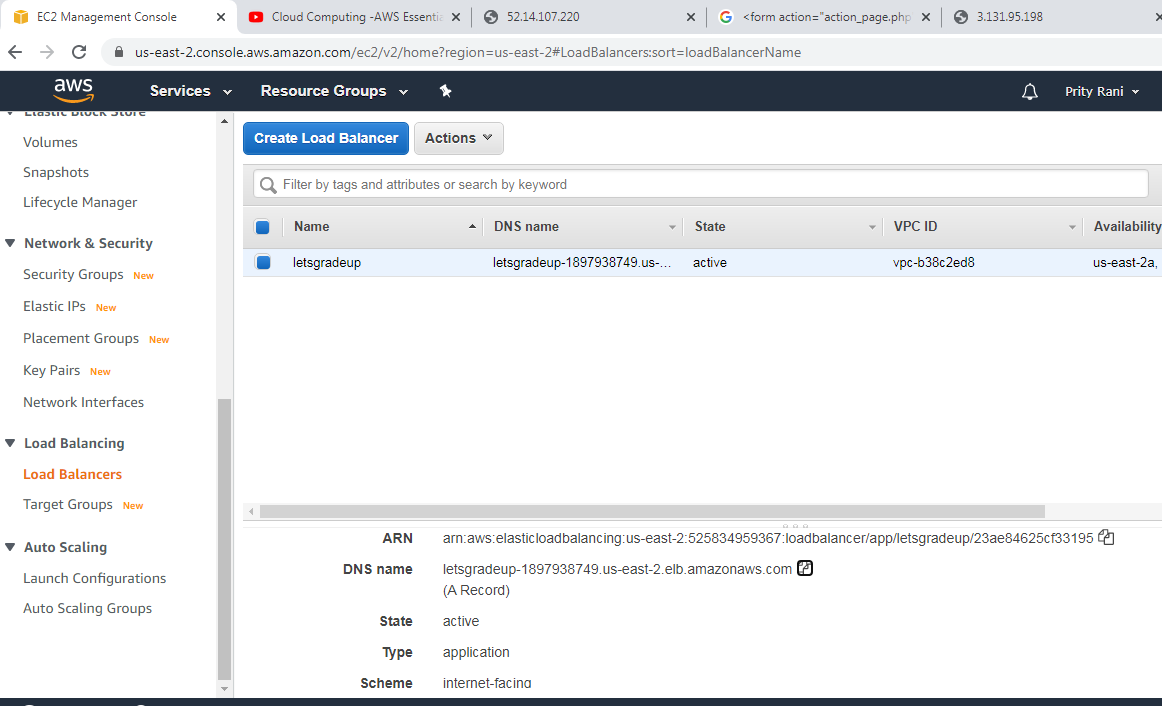 EC2 Management Console
Cloud Computing -AWS Essentia
52.14.107.220
<form action="action_page.php
3.131.95.198
us-east-2.console.aws.amazon.com/ec2/v2/home?region=us-east-2#LoadBalancers:sort=loadBalancerName
aws
Services
Resource Groups
Prity Rani
Elastic Block Store
Volumes
Snapshots
Lifecycle Manager
Network & Security
Security Groups New
Elastic IPs New
Placement Groups New
Key Pairs New
Network Interfaces
Load Balancing
Load Balancers
Target Groups New
Auto Scaling
Launch Configurations
Auto Scaling Groups
Create Load Balancer
Actions
Filter by tags and attributes or search by keyword
Name DNS name State VPC ID Availability
letsgradeup letsgradeup-1897938749.us-... active vpc-b38c2ed8 us-east-2a,
ARN arn:aws:elasticloadbalancing:us-east-2:525834959367:loadbalancer/app/letsgradeup/23ae84625cf33195
DNS name letsgradeup-1897938749.us-east-2.elb.amazonaws.com
(A Record)
State active
Type application
Scheme internet-facing